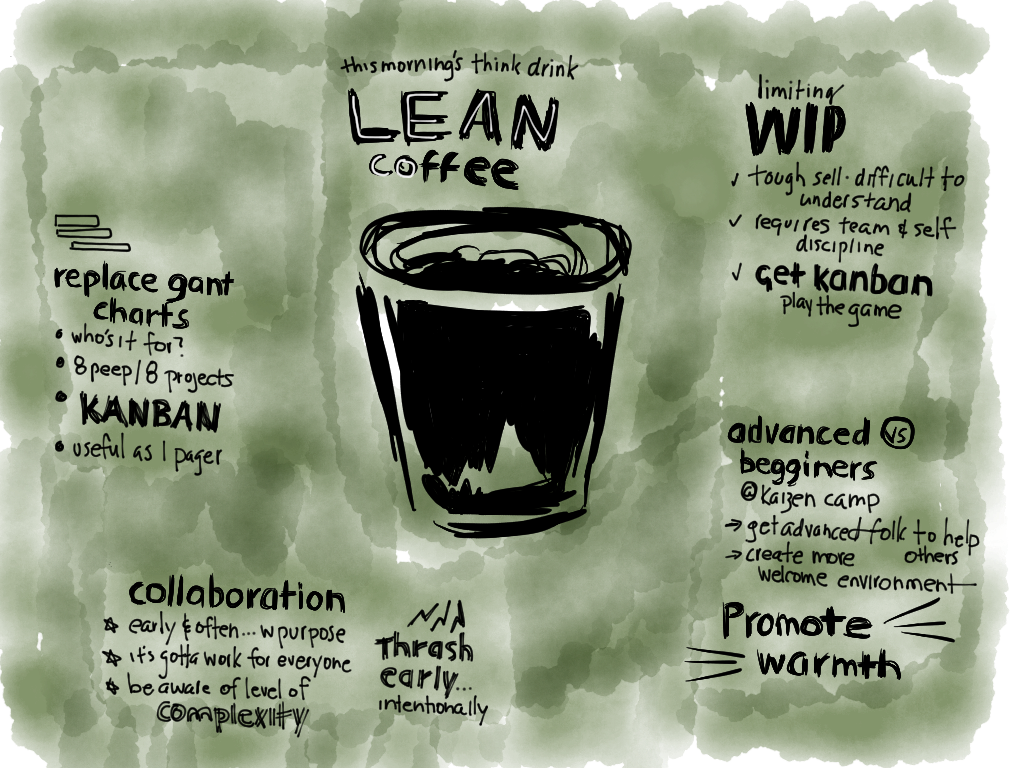 this morning's think drink
LEAN
coffee
replace gant
charts
• who's it for?
• 8 peep/8 projects
• KANBAN
• useful as 1 pager
collaboration
☆ early & often... w purpose
☆ it's gotta work for everyone
☆ be aware of level of
complexity
Thrash
early...
intentionally
limiting
WIP
✓ tough sell · difficult to
understand
✓ requires team & self
discipline
✓ get kanban
play the game
advanced vs
begginers
@ Kaizen camp
→ get advanced folk to help
others
→ create more
welcome environment
Promote
warmth